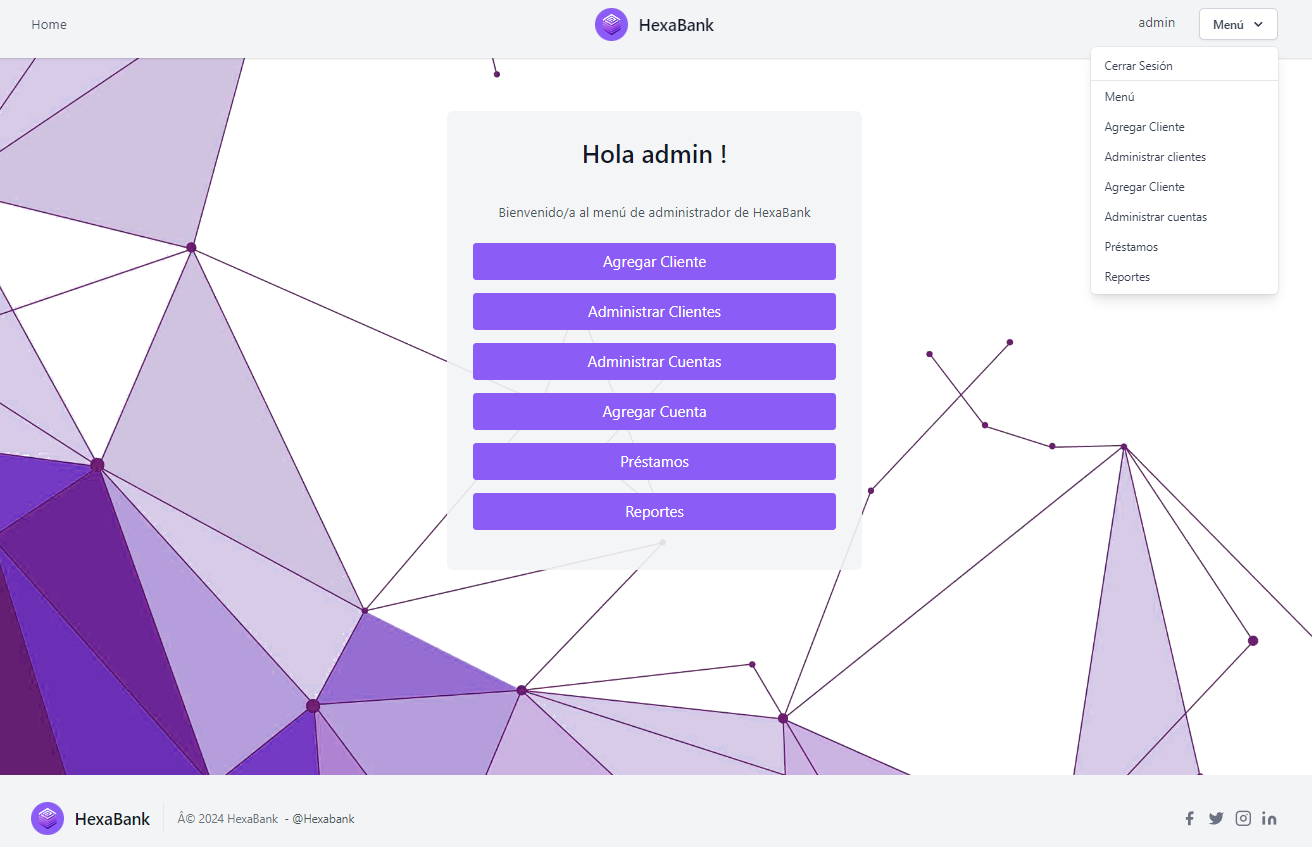 Home
HexaBank
admin
Menú
Cerrar Sesión
Menú
Agregar Cliente
Administrar clientes
Agregar Cliente
Administrar cuentas
Préstamos
Reportes
Hola admin !
Bienvenido/a al menú de administrador de HexaBank
Agregar Cliente
Administrar Clientes
Administrar Cuentas
Agregar Cuenta
Préstamos
Reportes
HexaBank
Â© 2024 HexaBank - @Hexabank